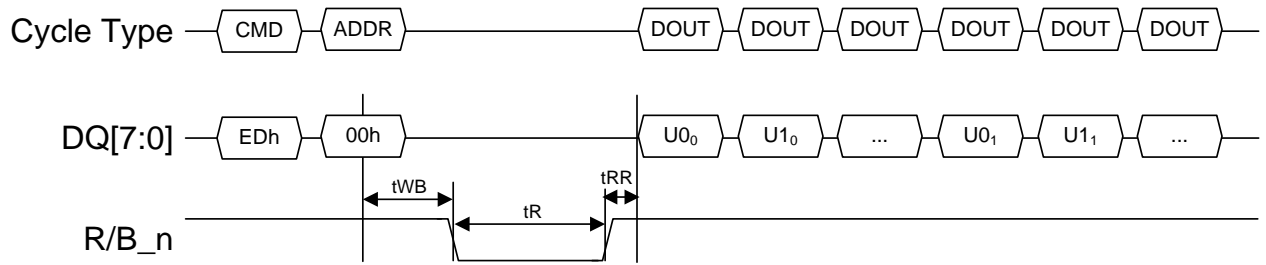 Cycle Type CMD ADDR DOUT DOUT DOUT DOUT DOUT DOUT
DQ[7:0] EDh 00h U0₀ U1₀ ... U0₁ U1₁ ...
tWB tR tRR
R/B_n